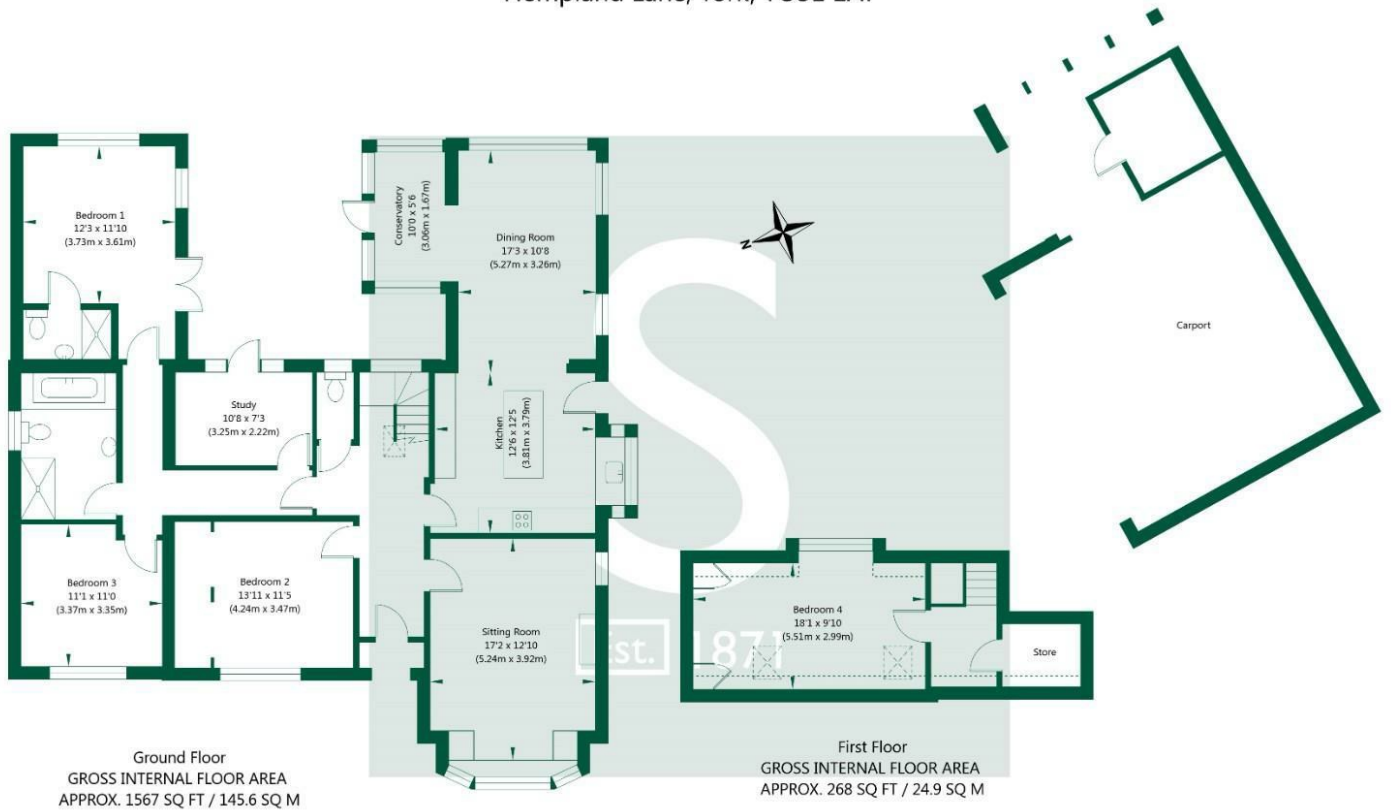 Bedroom 1
12'3 x 11'10
(3.73m x 3.61m)
Conservatory
10'0 x 5'6
(3.06m x 1.67m)
Dining Room
17'3 x 10'8
(5.27m x 3.26m)
N
Carport
Study
10'8 x 7'3
(3.25m x 2.22m)
Kitchen
12'6 x 12'5
(3.81m x 3.79m)
S
Bedroom 3
11'1 x 11'0
(3.37m x 3.35m)
Bedroom 2
13'11 x 11'5
(4.24m x 3.47m)
Sitting Room
17'2 x 12'10
(5.24m x 3.92m)
Est. 1871
Bedroom 4
18'1 x 9'10
(5.51m x 2.99m)
Store
Ground Floor
GROSS INTERNAL FLOOR AREA
APPROX. 1567 SQ FT / 145.6 SQ M
First Floor
GROSS INTERNAL FLOOR AREA
APPROX. 268 SQ FT / 24.9 SQ M